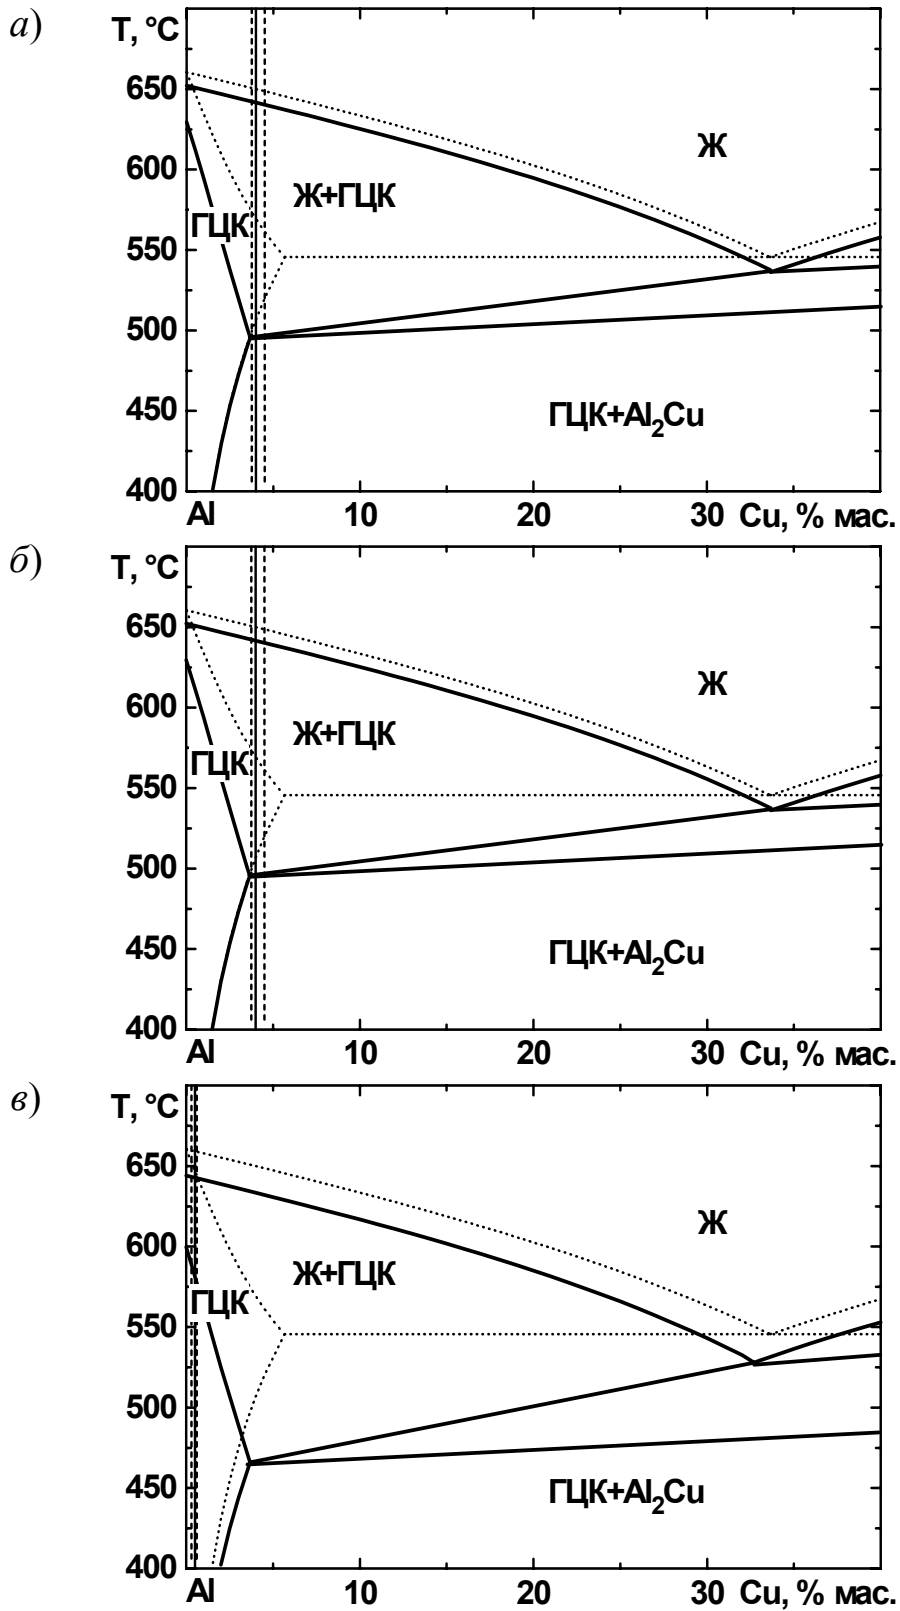 а)
T, °C
650
600
550
500
450
400
Ж
Ж+ГЦК
ГЦК
ГЦК+Al₂Cu
Al 10 20 30 Cu, % мас.
б)
T, °C
650
600
550
500
450
400
Ж
Ж+ГЦК
ГЦК
ГЦК+Al₂Cu
Al 10 20 30 Cu, % мас.
в)
T, °C
650
600
550
500
450
400
Ж
Ж+ГЦК
ГЦК
ГЦК+Al₂Cu
Al 10 20 30 Cu, % мас.